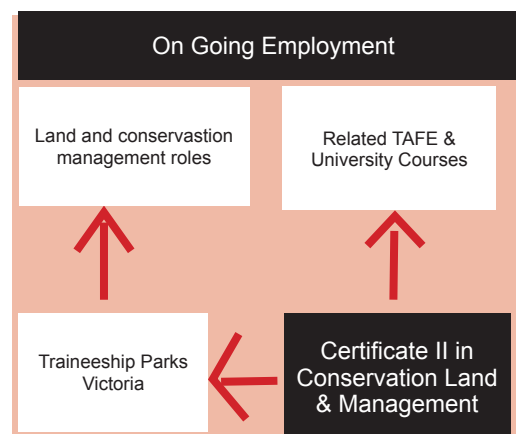 On Going Employment
Land and conservastion
management roles
Related TAFE &
University Courses
Traineeship Parks
Victoria
Certificate II in
Conservation Land
& Management